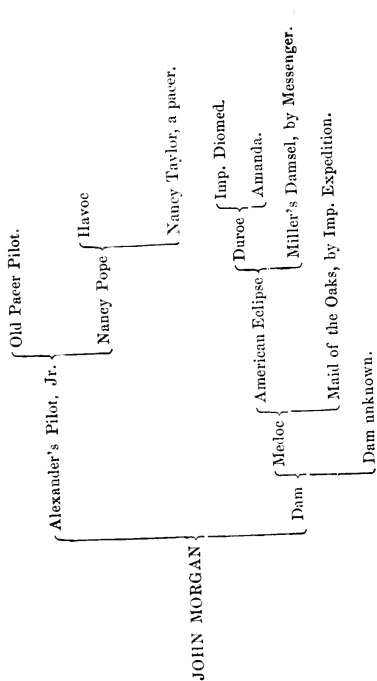 Old Pacer Pilot.
Alexander's Pilot, Jr.
Havoc
Nancy Pope
Nancy Taylor, a pacer.
JOHN MORGAN
Imp. Diomed.
Duroe
Amanda.
American Eclipse
Miller's Damsel, by Messenger.
Medoc
Maid of the Oaks, by Imp. Expedition.
Dam
Dam unknown.